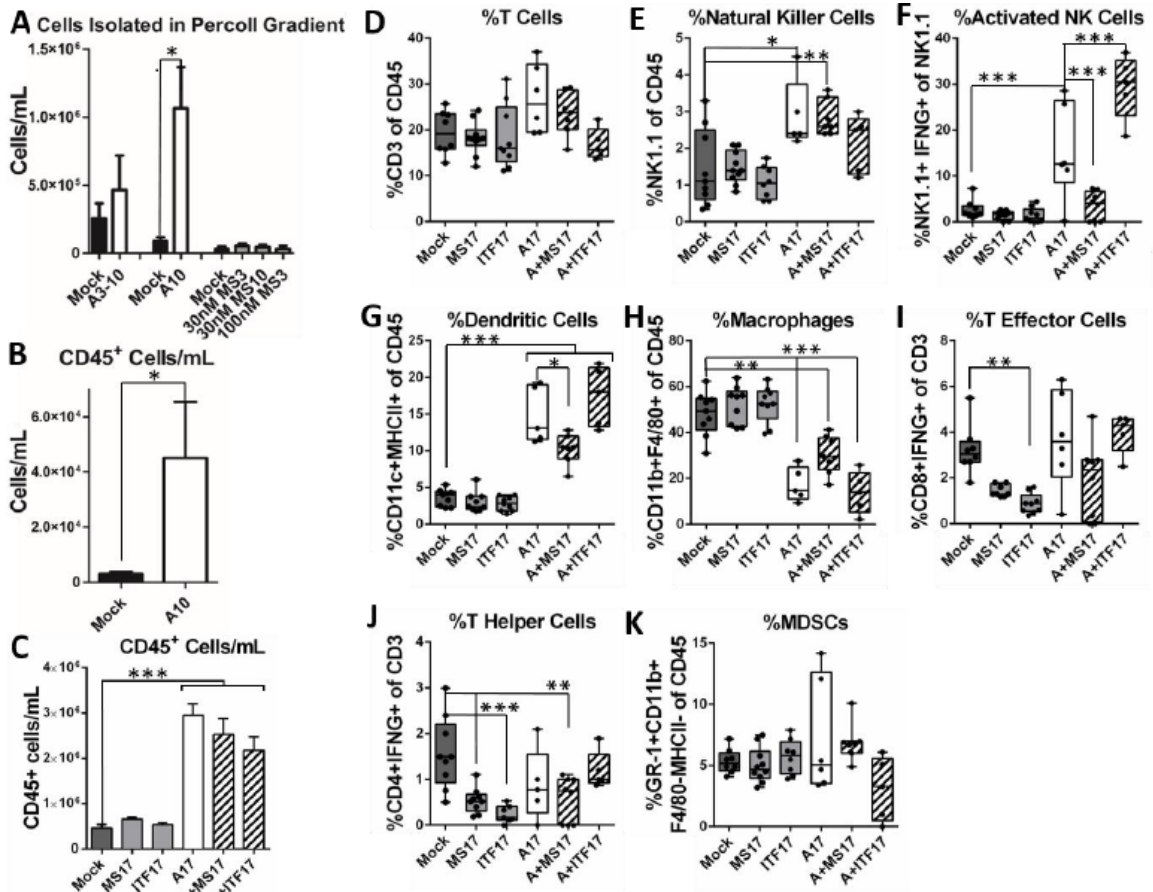 A Cells Isolated in Percoll Gradient
Cells/mL
1.5×10⁶
1.0×10⁶
5.0×10⁵
0
*
Mock
A3-10
Mock
A10
Mock
30nM MS3
30nM MS10
100nM MS3
B CD45⁺ Cells/mL
Cells/mL
6.0×10⁴
4.0×10⁴
2.0×10⁴
0
*
Mock
A10
C CD45⁺ Cells/mL
CD45+ cells/mL
4×10⁶
3×10⁶
2×10⁶
1×10⁶
0
***
Mock
MS17
ITF17
A17
A+MS17
A+ITF17
D %T Cells
%CD3 of CD45
40
30
20
10
0
Mock
MS17
ITF17
A17
A+MS17
A+ITF17
E %Natural Killer Cells
%NK1.1 of CD45
5
4
3
2
1
0
*
**
Mock
MS17
ITF17
A17
A+MS17
A+ITF17
F %Activated NK Cells
%NK1.1+ IFNG+ of NK1.1
40
30
20
10
0
***
***
***
Mock
MS17
ITF17
A17
A+MS17
A+ITF17
G %Dendritic Cells
%CD11c+MHCII+ of CD45
25
20
15
10
5
0
***
*
Mock
MS17
ITF17
A17
A+MS17
A+ITF17
H %Macrophages
%CD11b+F4/80+ of CD45
80
60
40
20
0
***
**
Mock
MS17
ITF17
A17
A+MS17
A+ITF17
I %T Effector Cells
%CD8+IFNG+ of CD3
8
6
4
2
0
**
Mock
MS17
ITF17
A17
A+MS17
A+ITF17
J %T Helper Cells
%CD4+IFNG+ of CD3
4
3
2
1
0
**
***
Mock
MS17
ITF17
A17
A+MS17
A+ITF17
K %MDSCs
%GR-1+CD11b+
F4/80-MHCII- of CD45
15
10
5
0
Mock
MS17
ITF17
A17
A+MS17
A+ITF17